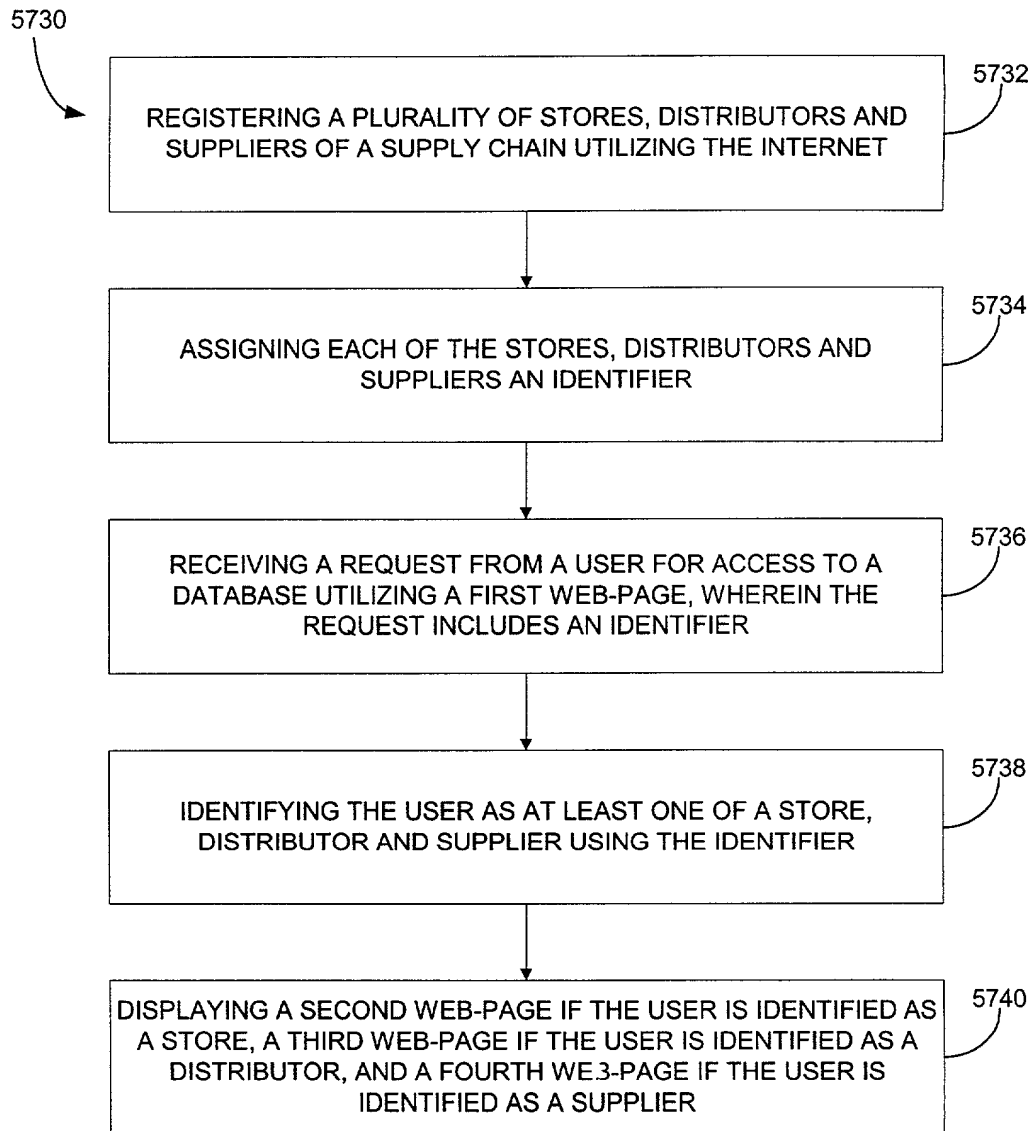 5730
5732
REGISTERING A PLURALITY OF STORES, DISTRIBUTORS AND
SUPPLIERS OF A SUPPLY CHAIN UTILIZING THE INTERNET
5734
ASSIGNING EACH OF THE STORES, DISTRIBUTORS AND
SUPPLIERS AN IDENTIFIER
5736
RECEIVING A REQUEST FROM A USER FOR ACCESS TO A
DATABASE UTILIZING A FIRST WEB-PAGE, WHEREIN THE
REQUEST INCLUDES AN IDENTIFIER
5738
IDENTIFYING THE USER AS AT LEAST ONE OF A STORE,
DISTRIBUTOR AND SUPPLIER USING THE IDENTIFIER
5740
DISPLAYING A SECOND WEB-PAGE IF THE USER IS IDENTIFIED AS
A STORE, A THIRD WEB-PAGE IF THE USER IS IDENTIFIED AS A
DISTRIBUTOR, AND A FOURTH WE.3-PAGE IF THE USER IS
IDENTIFIED AS A SUPPLIER